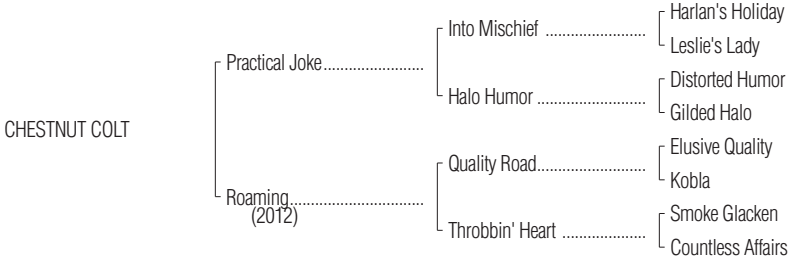 Harlan's Holiday
Into Mischief ........................
Leslie's Lady
Practical Joke........................
Distorted Humor
Halo Humor ..........................
Gilded Halo
CHESTNUT COLT
Elusive Quality
Quality Road..........................
Kobla
Roaming................................
(2012)
Smoke Glacken
Throbbin' Heart ....................
Countless Affairs